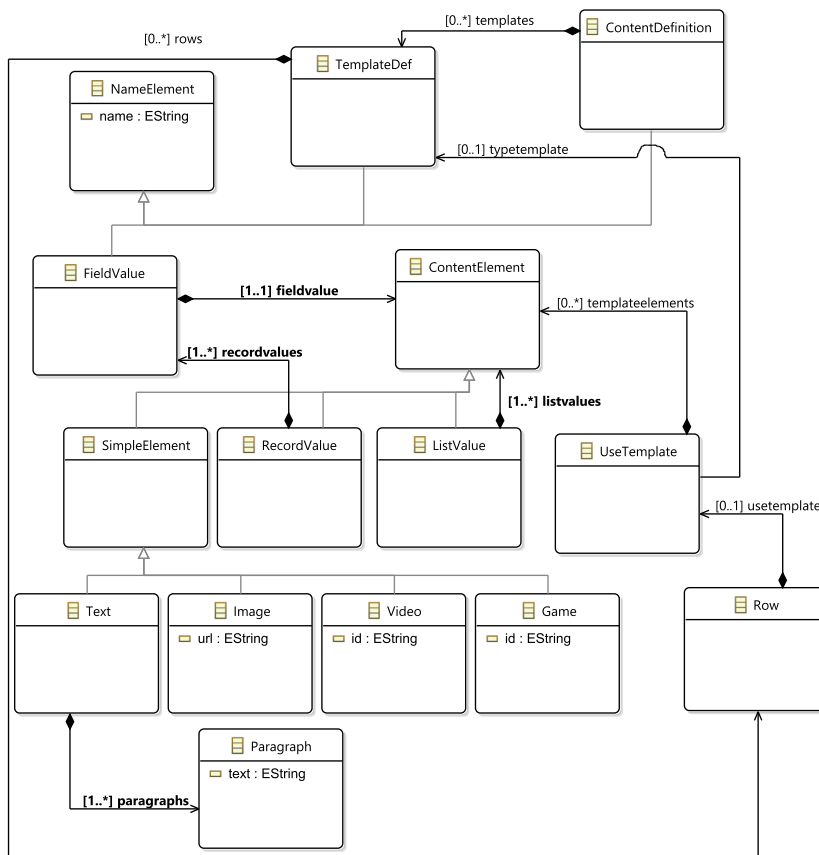 [0..*] templates
ContentDefinition
[0..*] rows
TemplateDef
NameElement
name : EString
[0..1] typetemplate
FieldValue
ContentElement
[1..1] fieldvalue
[0..*] templateelements
[1..*] recordvalues
[1..*] listvalues
SimpleElement
RecordValue
ListValue
UseTemplate
[0..1] usetemplate
Text
Image
Video
Game
Row
url : EString
id : EString
id : EString
Paragraph
text : EString
[1..*] paragraphs